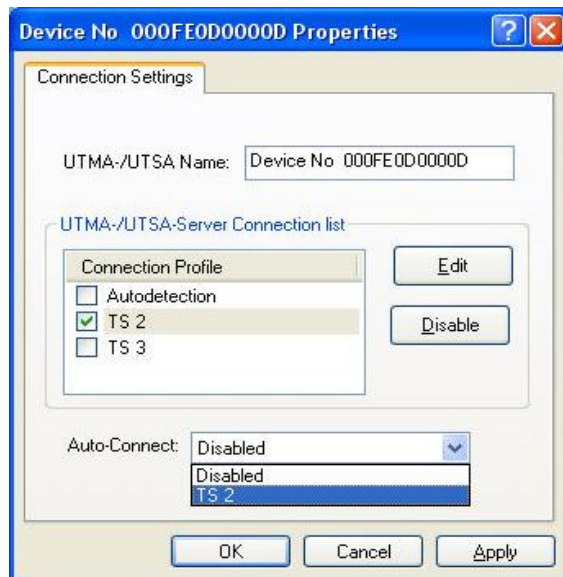 Device No 000FE0D0000D Properties
Connection Settings
UTMA-/UTSA Name: Device No 000FE0D0000D
UTMA-/UTSA-Server Connection list
Connection Profile
Edit
Autodetection
TS 2
Disable
TS 3
Auto-Connect: Disabled
Disabled
TS 2
OK Cancel Apply